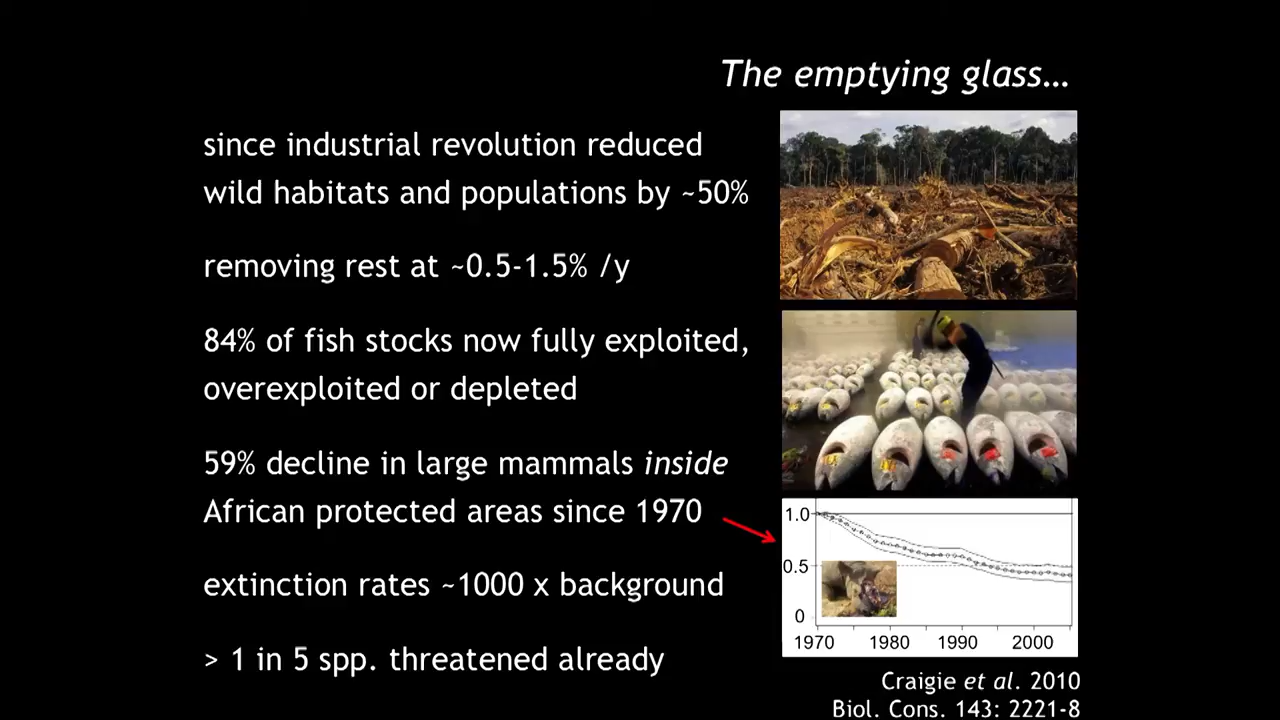 The emptying glass…
since industrial revolution reduced
wild habitats and populations by ~50%
removing rest at ~0.5-1.5% /y
84% of fish stocks now fully exploited,
overexploited or depleted
59% decline in large mammals inside
African protected areas since 1970
extinction rates ~1000 x background
> 1 in 5 spp. threatened already
1.0
0.5
0
1970 1980 1990 2000
Craigie et al. 2010
Biol. Cons. 143: 2221-8